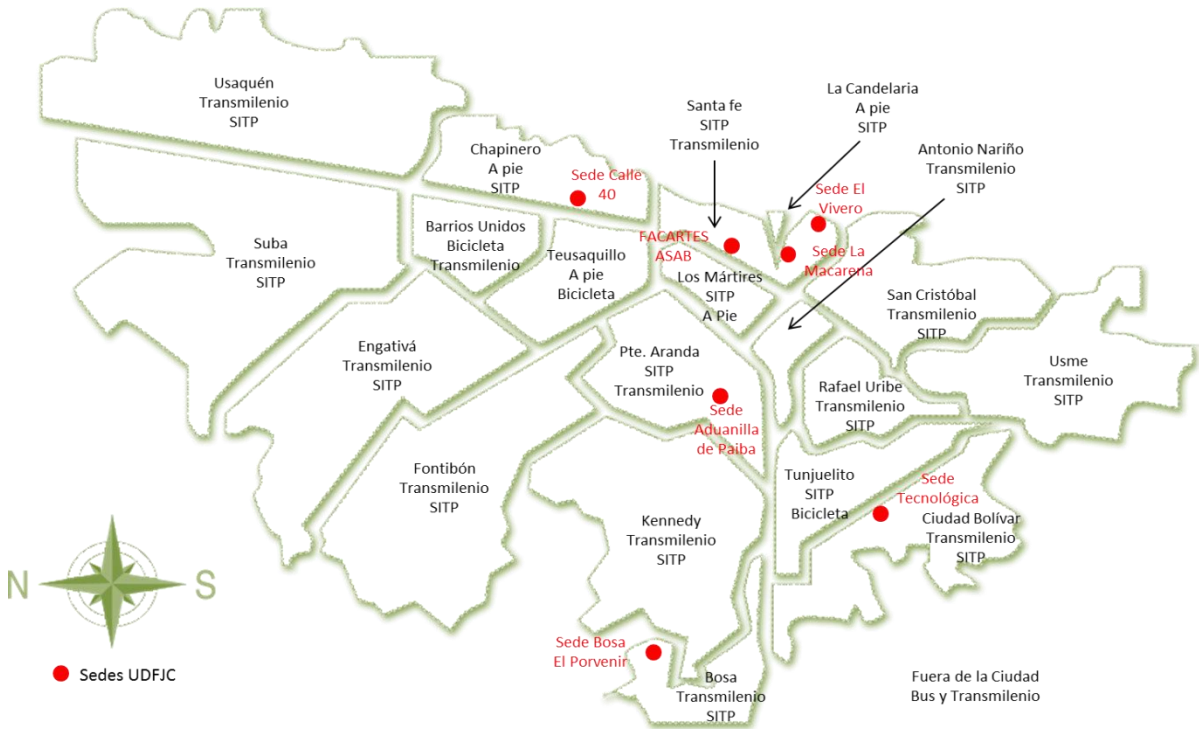 Usaquén
Transmilenio
SITP
Chapinero
A pie
SITP
Sede Calle
40
Santa fe
SITP
Transmilenio
La Candelaria
A pie
SITP
Antonio Nariño
Transmilenio
SITP
Sede El
Vivero
Suba
Transmilenio
SITP
Barrios Unidos
Bicicleta
Transmilenio
Teusaquillo
A pie
Bicicleta
FACARTES
ASAB
Los Mártires
SITP
A Pie
Sede La
Macarena
San Cristóbal
Transmilenio
SITP
Engativá
Transmilenio
SITP
Pte. Aranda
SITP
Transmilenio
Sede
Aduanilla
de Paiba
Rafael Uribe
Transmilenio
SITP
Usme
Transmilenio
SITP
Fontibón
Transmilenio
SITP
Kennedy
Transmilenio
SITP
Tunjuelito
SITP
Bicicleta
Sede
Tecnológica
Ciudad Bolívar
Transmilenio
SITP
N
S
Sedes UDFJC
Sede Bosa
El Porvenir
Bosa
Transmilenio
SITP
Fuera de la Ciudad
Bus y Transmilenio